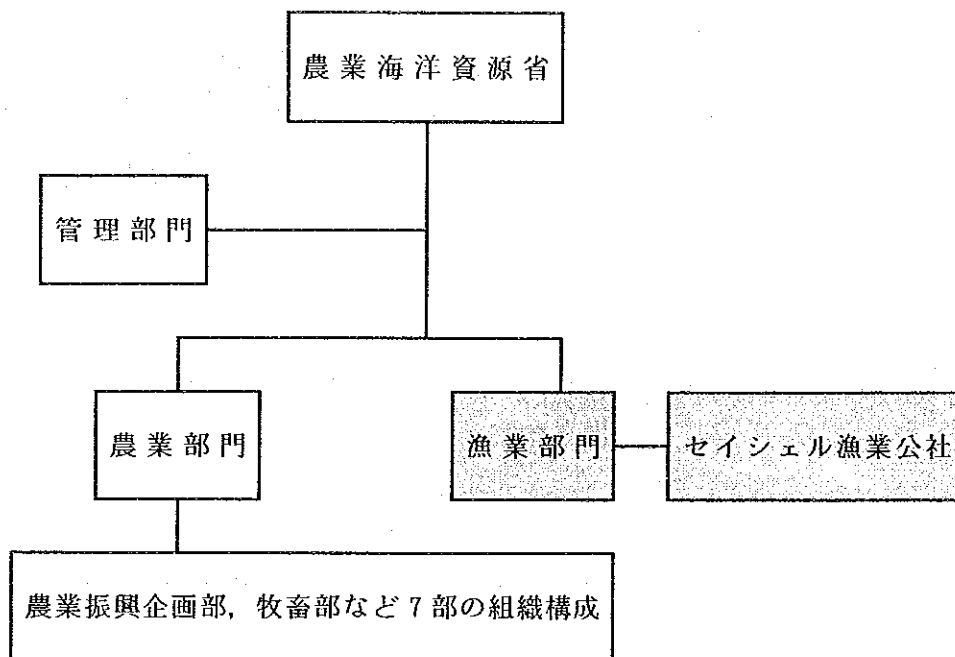 農業海洋資源省
管理部門
農業部門
漁業部門
セイシェル漁業公社
農業振興企画部，牧畜部など7部の組織構成